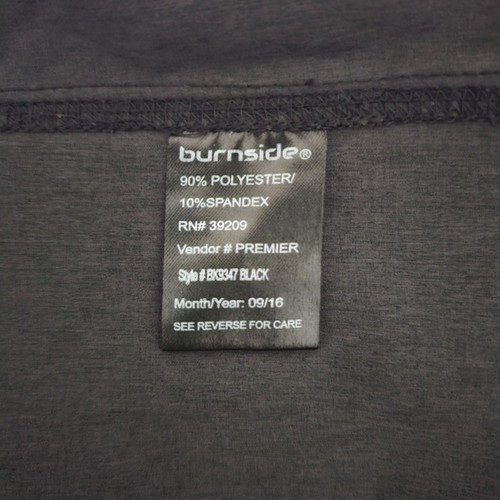 burnside®
90% POLYESTER/
10%SPANDEX
RN# 39209
Vendor # PREMIER
Style # BK9347 BLACK
Month/Year: 09/16
SEE REVERSE FOR CARE